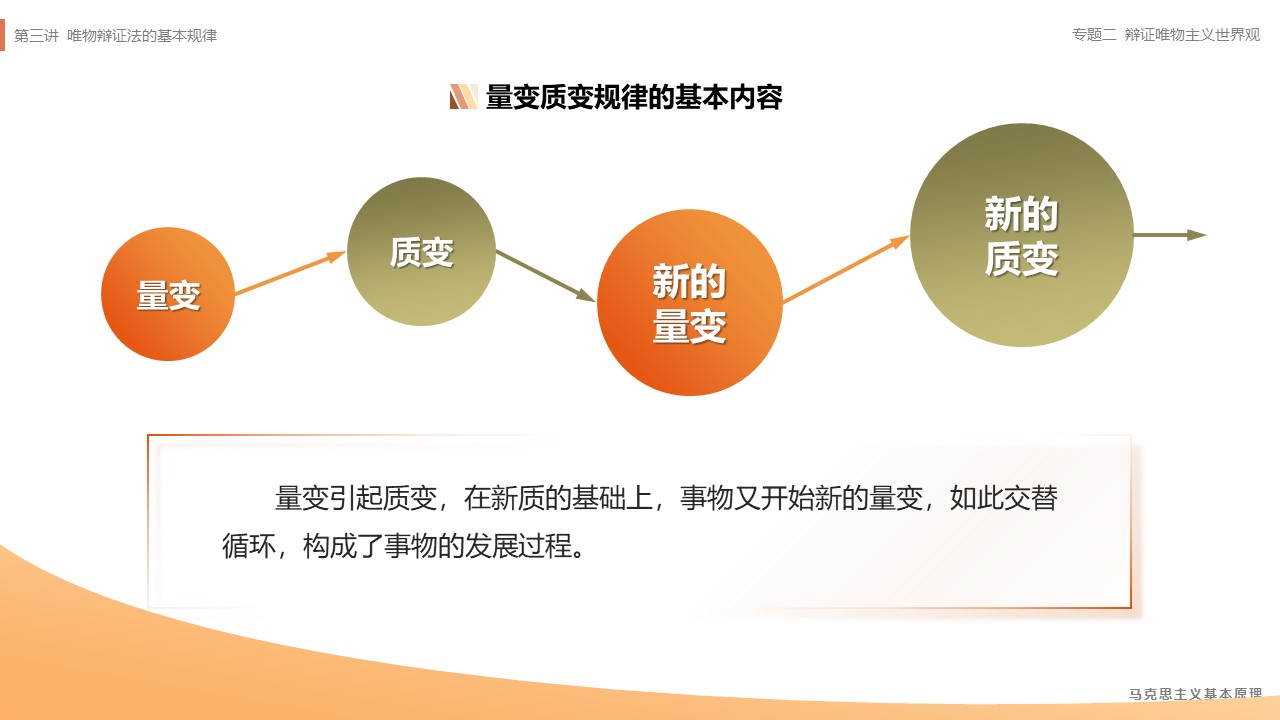 第三讲 唯物辩证法的基本规律
专题二 辩证唯物主义世界观
量变质变规律的基本内容
量变
质变
新的
量变
新的
质变
量变引起质变，在新质的基础上，事物又开始新的量变，如此交替
循环，构成了事物的发展过程。
马克思主义基本原理